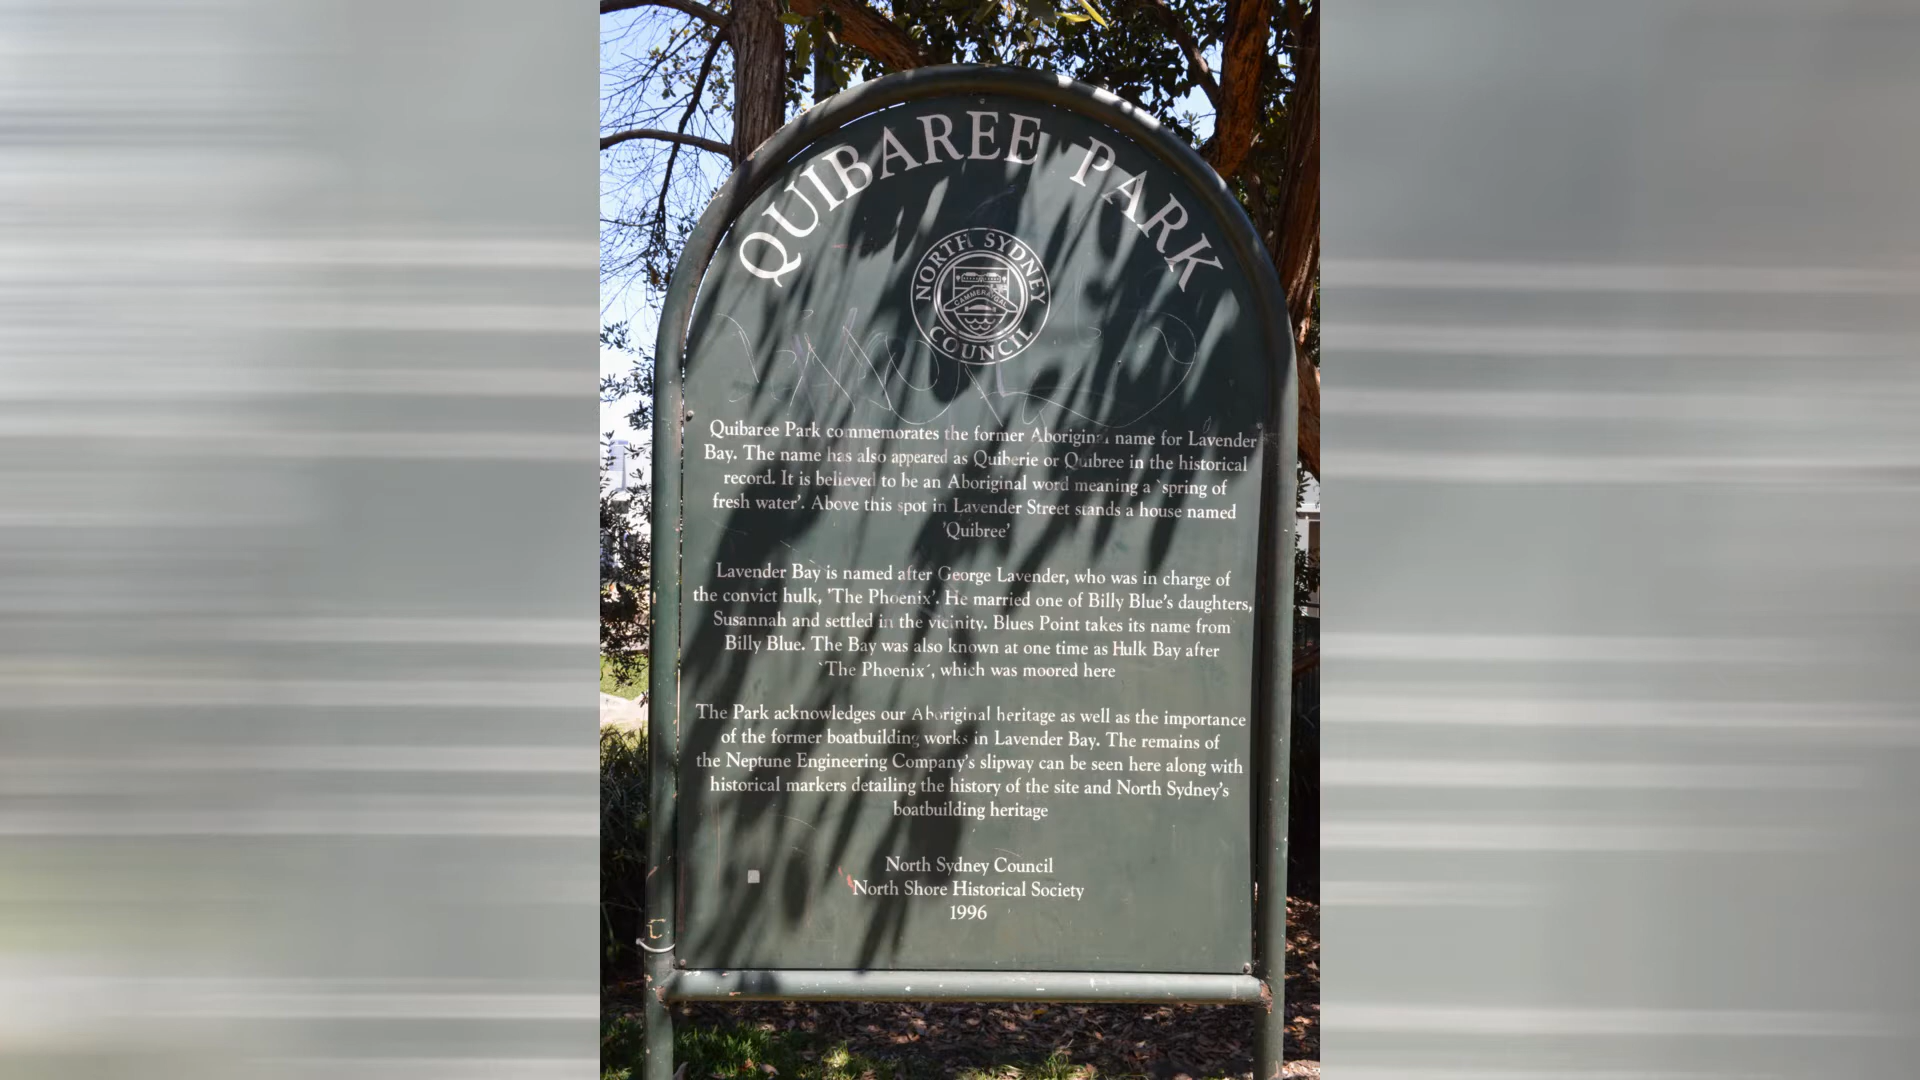 QUIBAREE PARK
NORTH SYDNEY
CAMMERAYGAL
COUNCIL
Quibaree Park commemorates the former Aboriginal name for Lavender
Bay. The name has also appeared as Quiberie or Quibree in the historical
record. It is believed to be an Aboriginal word meaning a `spring of
fresh water'. Above this spot in Lavender Street stands a house named
'Quibree'
Lavender Bay is named after George Lavender, who was in charge of
the convict hulk, 'The Phoenix'. He married one of Billy Blue's daughters,
Susannah and settled in the vicinity. Blues Point takes its name from
Billy Blue. The Bay was also known at one time as Hulk Bay after
`The Phoenix´, which was moored here
The Park acknowledges our Aboriginal heritage as well as the importance
of the former boatbuilding works in Lavender Bay. The remains of
the Neptune Engineering Company's slipway can be seen here along with
historical markers detailing the history of the site and North Sydney's
boatbuilding heritage
North Sydney Council
North Shore Historical Society
1996